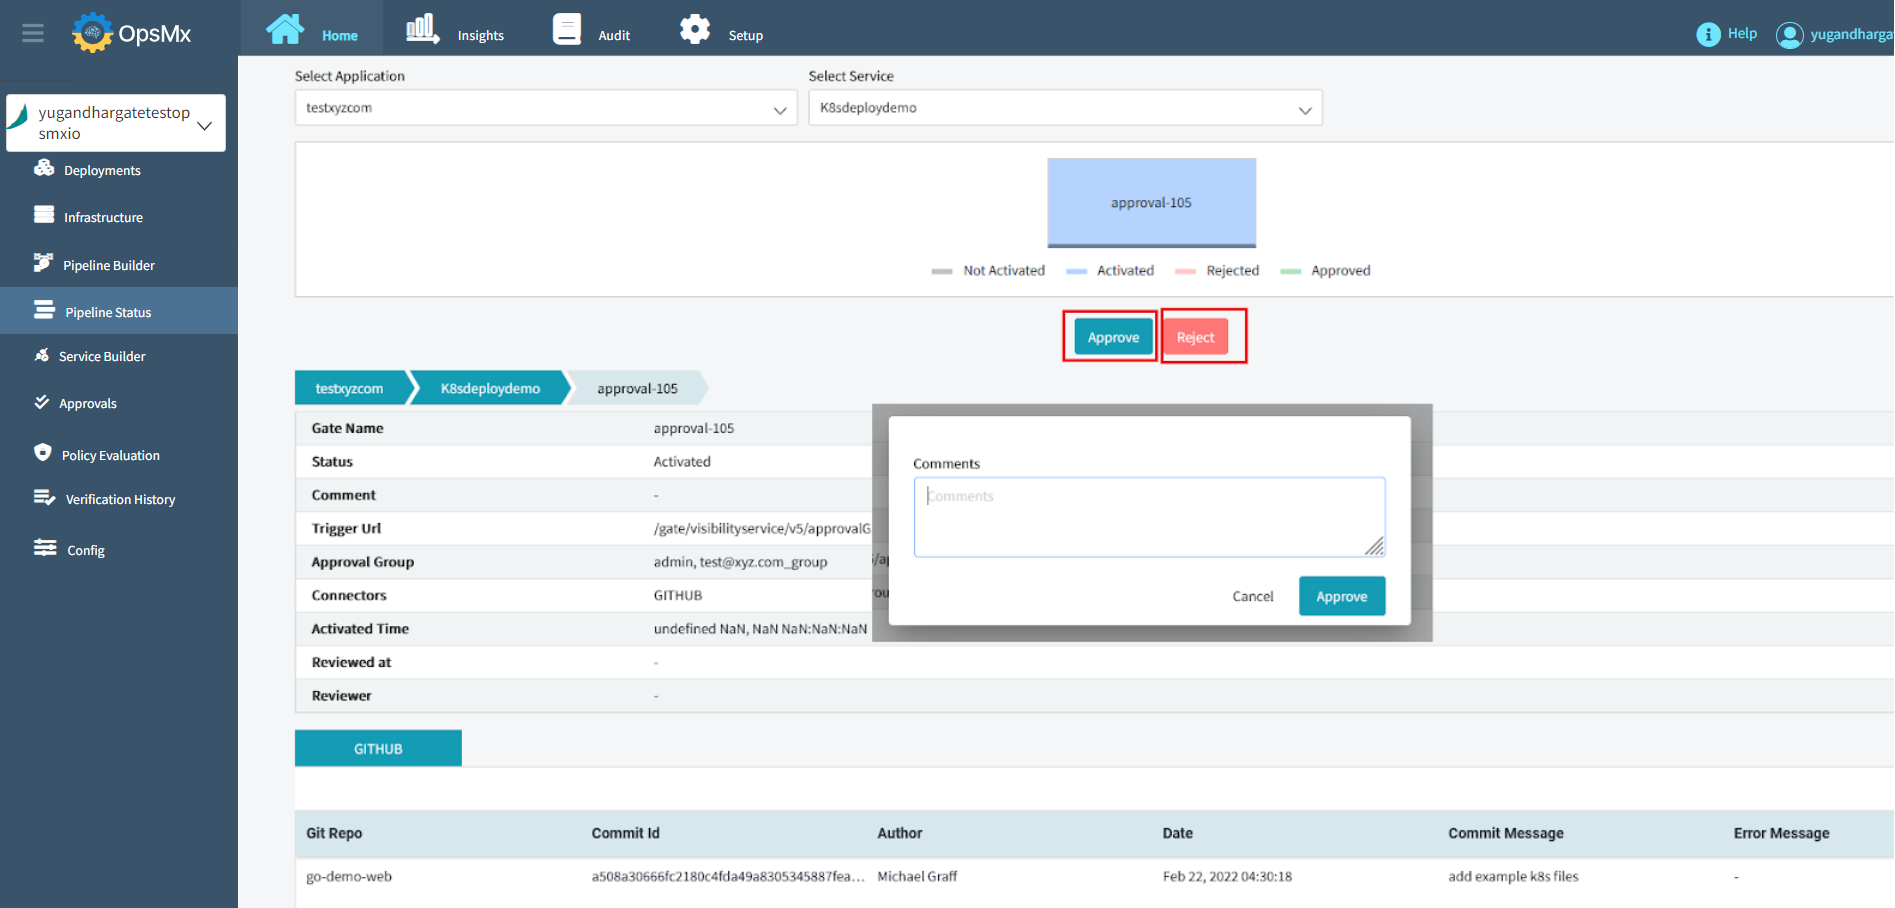 OpsMx
Home
Insights
Audit
Setup
Help
yugandharga
yugandhargatetestop
smxio
Deployments
Infrastructure
Pipeline Builder
Pipeline Status
Service Builder
Approvals
Policy Evaluation
Verification History
Config
Select Application
Select Service
testxyzcom
K8sdeploydemo
approval-105
Not Activated
Activated
Rejected
Approved
Approve
Reject
testxyzcom
K8sdeploydemo
approval-105
Gate Name approval-105
Status Activated
Comment -
Trigger Url /gate/visibilityservice/v5/approvalG
Approval Group admin, test@xyz.com_group
Connectors GITHUB
Activated Time undefined NaN, NaN NaN:NaN:NaN
Reviewed at -
Reviewer -
Comments
Comments
Cancel
Approve
GITHUB
Git Repo Commit Id Author Date Commit Message Error Message
go-demo-web a508a30666fc2180c4fda49a8305345887fea... Michael Graff Feb 22, 2022 04:30:18 add example k8s files -